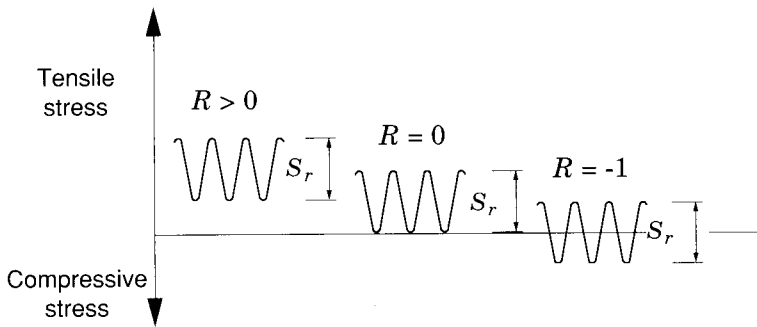 Tensile
stress
R > 0
R = 0
R = -1
S_r
S_r
S_r
Compressive
stress